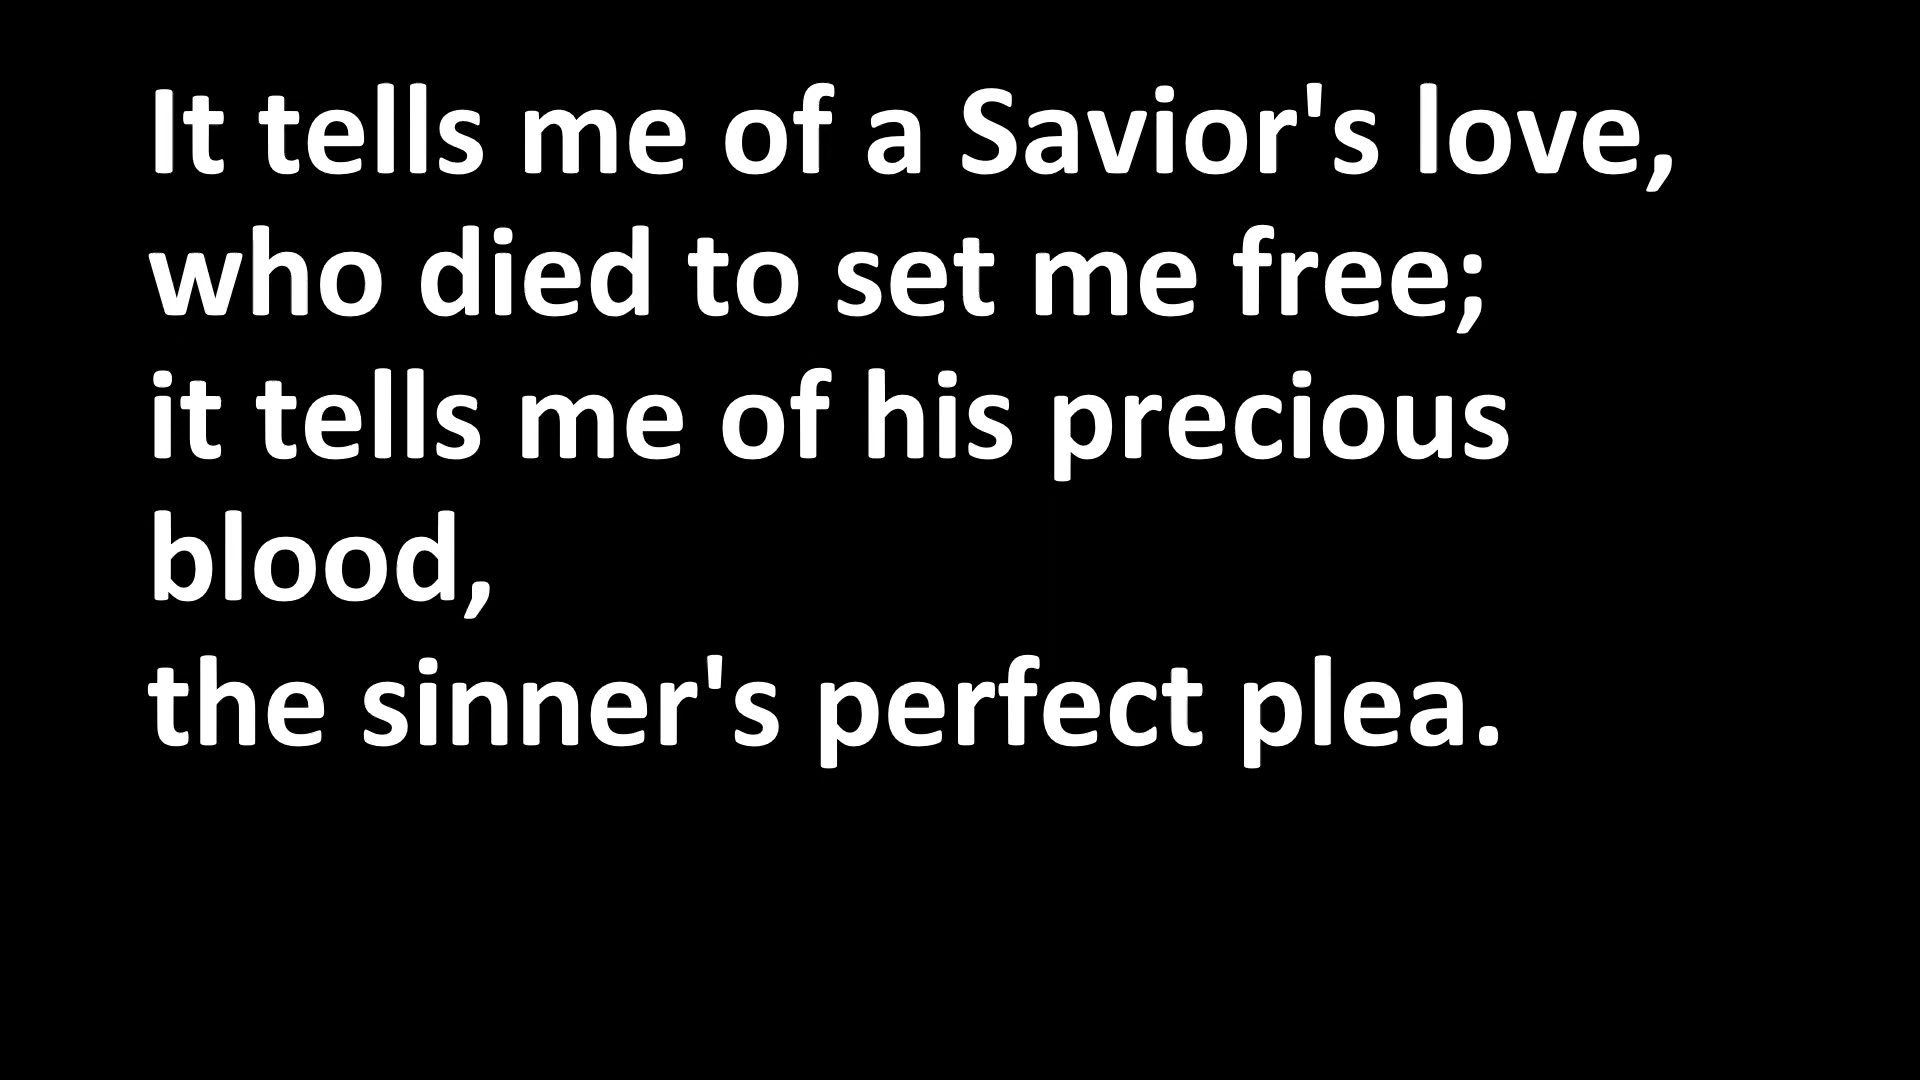 It tells me of a Savior's love,
who died to set me free;
it tells me of his precious
blood,
the sinner's perfect plea.